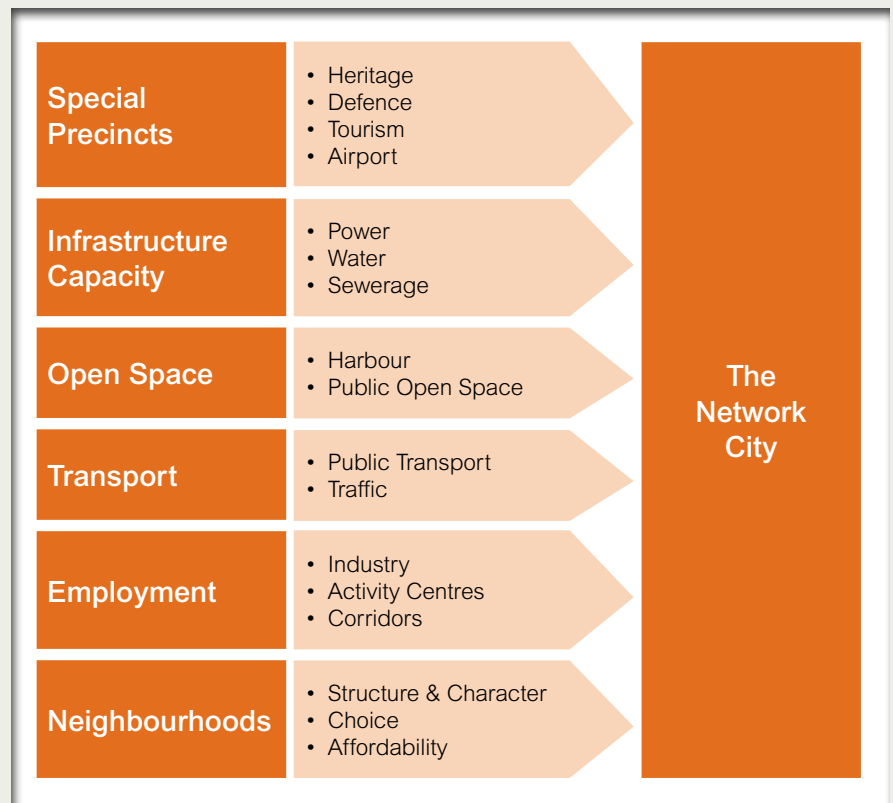 Special
Precincts
• Heritage
• Defence
• Tourism
• Airport
Infrastructure
Capacity
• Power
• Water
• Sewerage
Open Space
• Harbour
• Public Open Space
Transport
• Public Transport
• Traffic
Employment
• Industry
• Activity Centres
• Corridors
Neighbourhoods
• Structure & Character
• Choice
• Affordability
The
Network
City